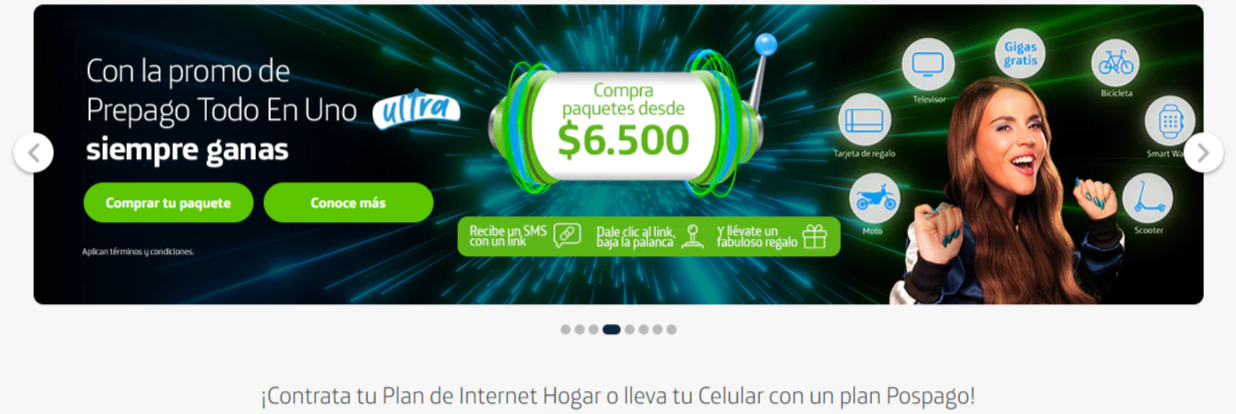 Con la promo de
Prepago Todo En Uno ultra
siempre ganas
Comprar tu paquete
Conoce más
Aplican términos y condiciones.
Compra
paquetes desde
$6.500
Recibe un SMS
con un link
Dale clic al link,
baja la palanca
Y llévate un
fabuloso regalo
Gigas
gratis
Televisor
Bicicleta
Tarjeta de regalo
Smart
Moto
Scooter
¡Contrata tu Plan de Internet Hogar o lleva tu Celular con un plan Pospago!